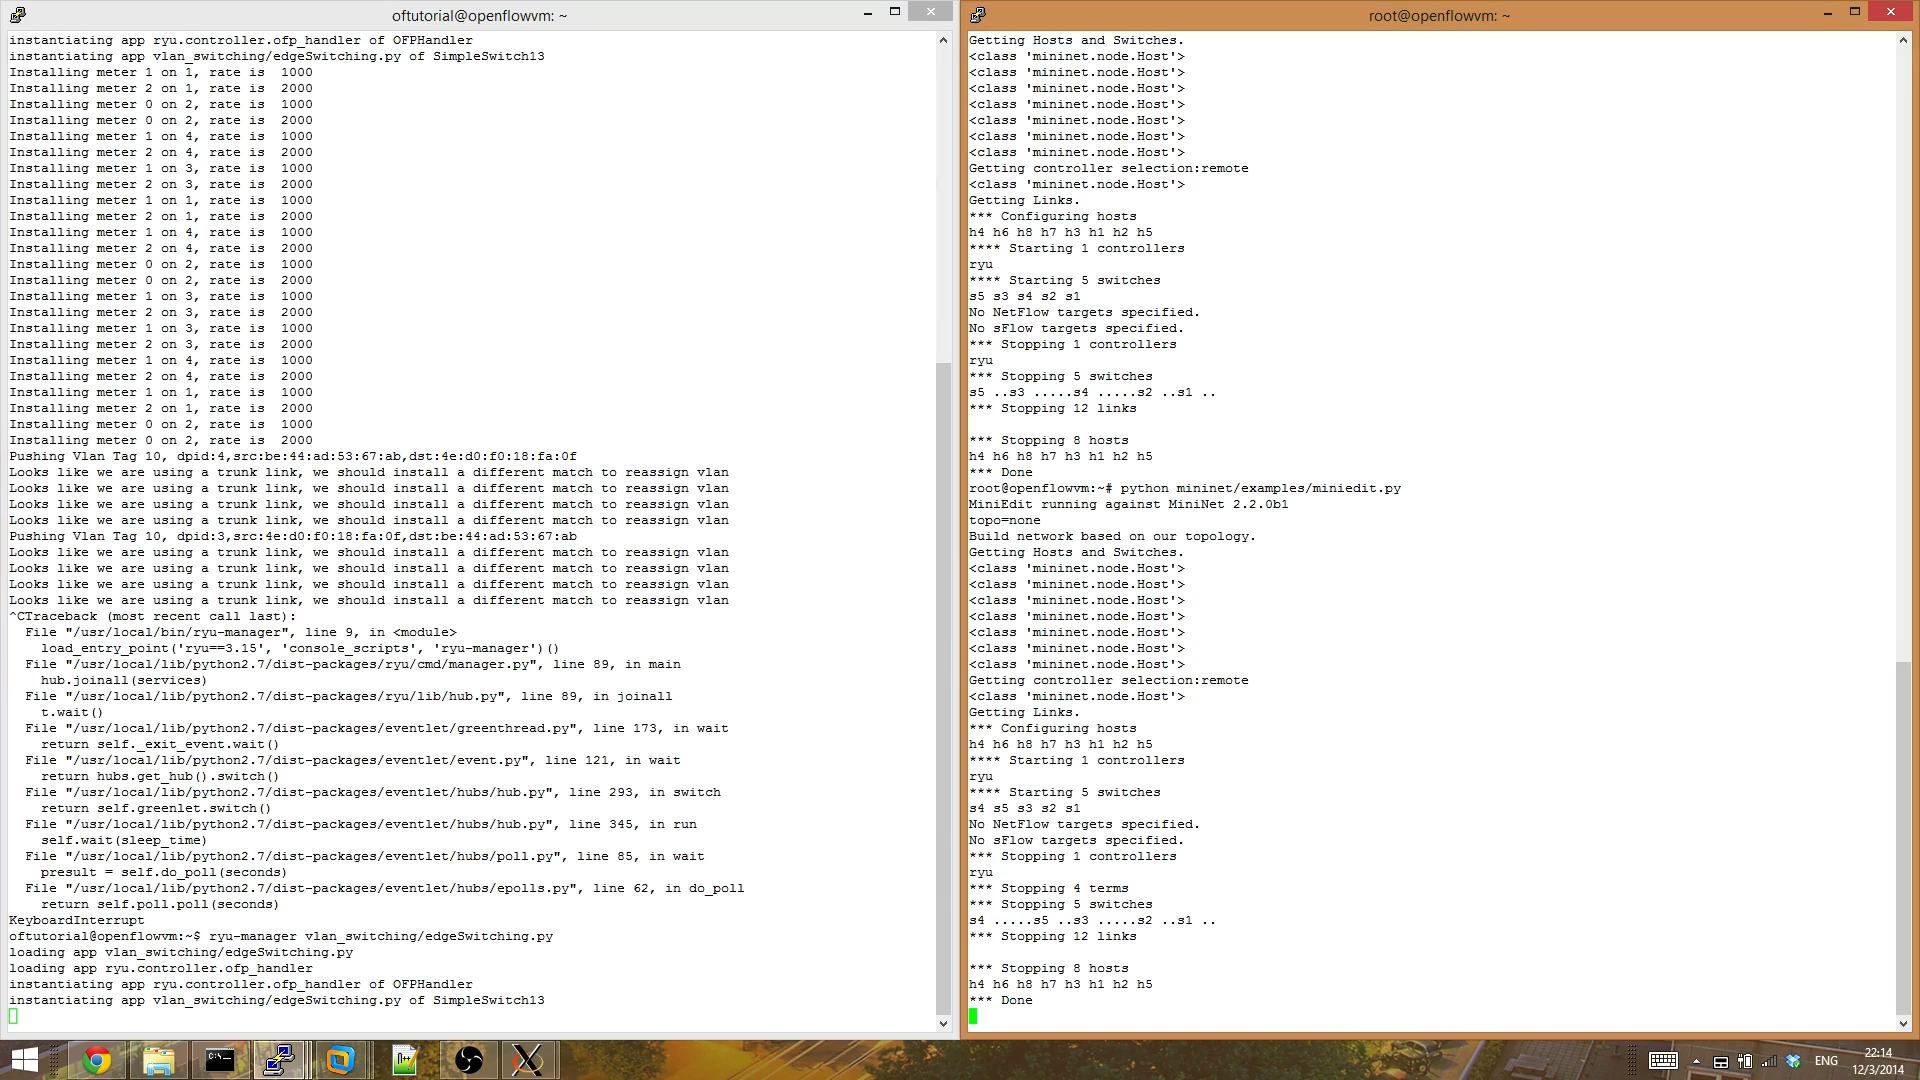 oftutorial@openflowvm: ~
instantiating app ryu.controller.ofp_handler of OFPHandler
instantiating app vlan_switching/edgeSwitching.py of SimpleSwitch13
Installing meter 1 on 1, rate is  1000
Installing meter 2 on 1, rate is  2000
Installing meter 0 on 2, rate is  1000
Installing meter 0 on 2, rate is  2000
Installing meter 1 on 4, rate is  1000
Installing meter 2 on 4, rate is  2000
Installing meter 1 on 3, rate is  1000
Installing meter 2 on 3, rate is  2000
Installing meter 1 on 1, rate is  1000
Installing meter 2 on 1, rate is  2000
Installing meter 1 on 4, rate is  1000
Installing meter 2 on 4, rate is  2000
Installing meter 0 on 2, rate is  1000
Installing meter 0 on 2, rate is  2000
Installing meter 1 on 3, rate is  1000
Installing meter 2 on 3, rate is  2000
Installing meter 1 on 3, rate is  1000
Installing meter 2 on 3, rate is  2000
Installing meter 1 on 4, rate is  1000
Installing meter 2 on 4, rate is  2000
Installing meter 1 on 1, rate is  1000
Installing meter 2 on 1, rate is  2000
Installing meter 0 on 2, rate is  1000
Installing meter 0 on 2, rate is  2000
Pushing Vlan Tag 10, dpid:4,src:be:44:ad:53:67:ab,dst:4e:d0:f0:18:fa:0f
Looks like we are using a trunk link, we should install a different match to reassign vlan
Looks like we are using a trunk link, we should install a different match to reassign vlan
Looks like we are using a trunk link, we should install a different match to reassign vlan
Looks like we are using a trunk link, we should install a different match to reassign vlan
Pushing Vlan Tag 10, dpid:3,src:4e:d0:f0:18:fa:0f,dst:be:44:ad:53:67:ab
Looks like we are using a trunk link, we should install a different match to reassign vlan
Looks like we are using a trunk link, we should install a different match to reassign vlan
Looks like we are using a trunk link, we should install a different match to reassign vlan
Looks like we are using a trunk link, we should install a different match to reassign vlan
^CTraceback (most recent call last):
  File "/usr/local/bin/ryu-manager", line 9, in <module>
    load_entry_point('ryu==3.15', 'console_scripts', 'ryu-manager')()
  File "/usr/local/lib/python2.7/dist-packages/ryu/cmd/manager.py", line 89, in main
    hub.joinall(services)
  File "/usr/local/lib/python2.7/dist-packages/ryu/lib/hub.py", line 89, in joinall
    t.wait()
  File "/usr/local/lib/python2.7/dist-packages/eventlet/greenthread.py", line 173, in wait
    return self._exit_event.wait()
  File "/usr/local/lib/python2.7/dist-packages/eventlet/event.py", line 121, in wait
    return hubs.get_hub().switch()
  File "/usr/local/lib/python2.7/dist-packages/eventlet/hubs/hub.py", line 293, in switch
    return self.greenlet.switch()
  File "/usr/local/lib/python2.7/dist-packages/eventlet/hubs/hub.py", line 345, in run
    self.wait(sleep_time)
  File "/usr/local/lib/python2.7/dist-packages/eventlet/hubs/poll.py", line 85, in wait
    presult = self.do_poll(seconds)
  File "/usr/local/lib/python2.7/dist-packages/eventlet/hubs/epolls.py", line 62, in do_poll
    return self.poll.poll(seconds)
KeyboardInterrupt
oftutorial@openflowvm:~$ ryu-manager vlan_switching/edgeSwitching.py
loading app vlan_switching/edgeSwitching.py
loading app ryu.controller.ofp_handler
instantiating app ryu.controller.ofp_handler of OFPHandler
instantiating app vlan_switching/edgeSwitching.py of SimpleSwitch13
root@openflowvm: ~
Getting Hosts and Switches.
<class 'mininet.node.Host'>
<class 'mininet.node.Host'>
<class 'mininet.node.Host'>
<class 'mininet.node.Host'>
<class 'mininet.node.Host'>
<class 'mininet.node.Host'>
<class 'mininet.node.Host'>
Getting controller selection:remote
<class 'mininet.node.Host'>
Getting Links.
*** Configuring hosts
h4 h6 h8 h7 h3 h1 h2 h5
**** Starting 1 controllers
ryu
**** Starting 5 switches
s5 s3 s4 s2 s1
No NetFlow targets specified.
No sFlow targets specified.
*** Stopping 1 controllers
ryu
*** Stopping 5 switches
s5 ..s3 .....s4 .....s2 ..s1 ..
*** Stopping 12 links
*** Stopping 8 hosts
h4 h6 h8 h7 h3 h1 h2 h5
*** Done
root@openflowvm:~# python mininet/examples/miniedit.py
MiniEdit running against MiniNet 2.2.0b1
topo=none
Build network based on our topology.
Getting Hosts and Switches.
<class 'mininet.node.Host'>
<class 'mininet.node.Host'>
<class 'mininet.node.Host'>
<class 'mininet.node.Host'>
<class 'mininet.node.Host'>
<class 'mininet.node.Host'>
<class 'mininet.node.Host'>
Getting controller selection:remote
<class 'mininet.node.Host'>
Getting Links.
*** Configuring hosts
h4 h6 h8 h7 h3 h1 h2 h5
**** Starting 1 controllers
ryu
**** Starting 5 switches
s4 s5 s3 s2 s1
No NetFlow targets specified.
No sFlow targets specified.
*** Stopping 1 controllers
ryu
*** Stopping 4 terms
*** Stopping 5 switches
s4 .....s5 ..s3 .....s2 ..s1 ..
*** Stopping 12 links
*** Stopping 8 hosts
h4 h6 h8 h7 h3 h1 h2 h5
*** Done
ENG
22:14
12/3/2014